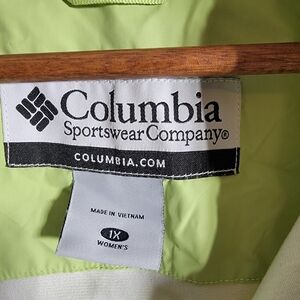 Columbia
Sportswear Company®
COLUMBIA.COM
MADE IN VIETNAM
1X
WOMEN'S